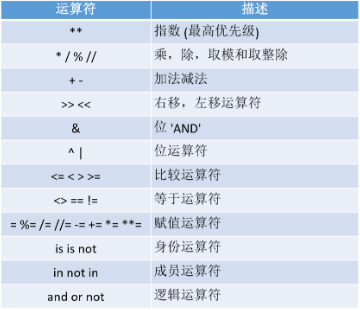 运算符 描述
** 指数 (最高优先级)
* / % // 乘，除，取模和取整除
+ - 加法减法
>> << 右移，左移运算符
& 位 'AND'
^ | 位运算符
<= < > >= 比较运算符
<> == != 等于运算符
= %= /= //= -= += *= **= 赋值运算符
is is not 身份运算符
in not in 成员运算符
and or not 逻辑运算符